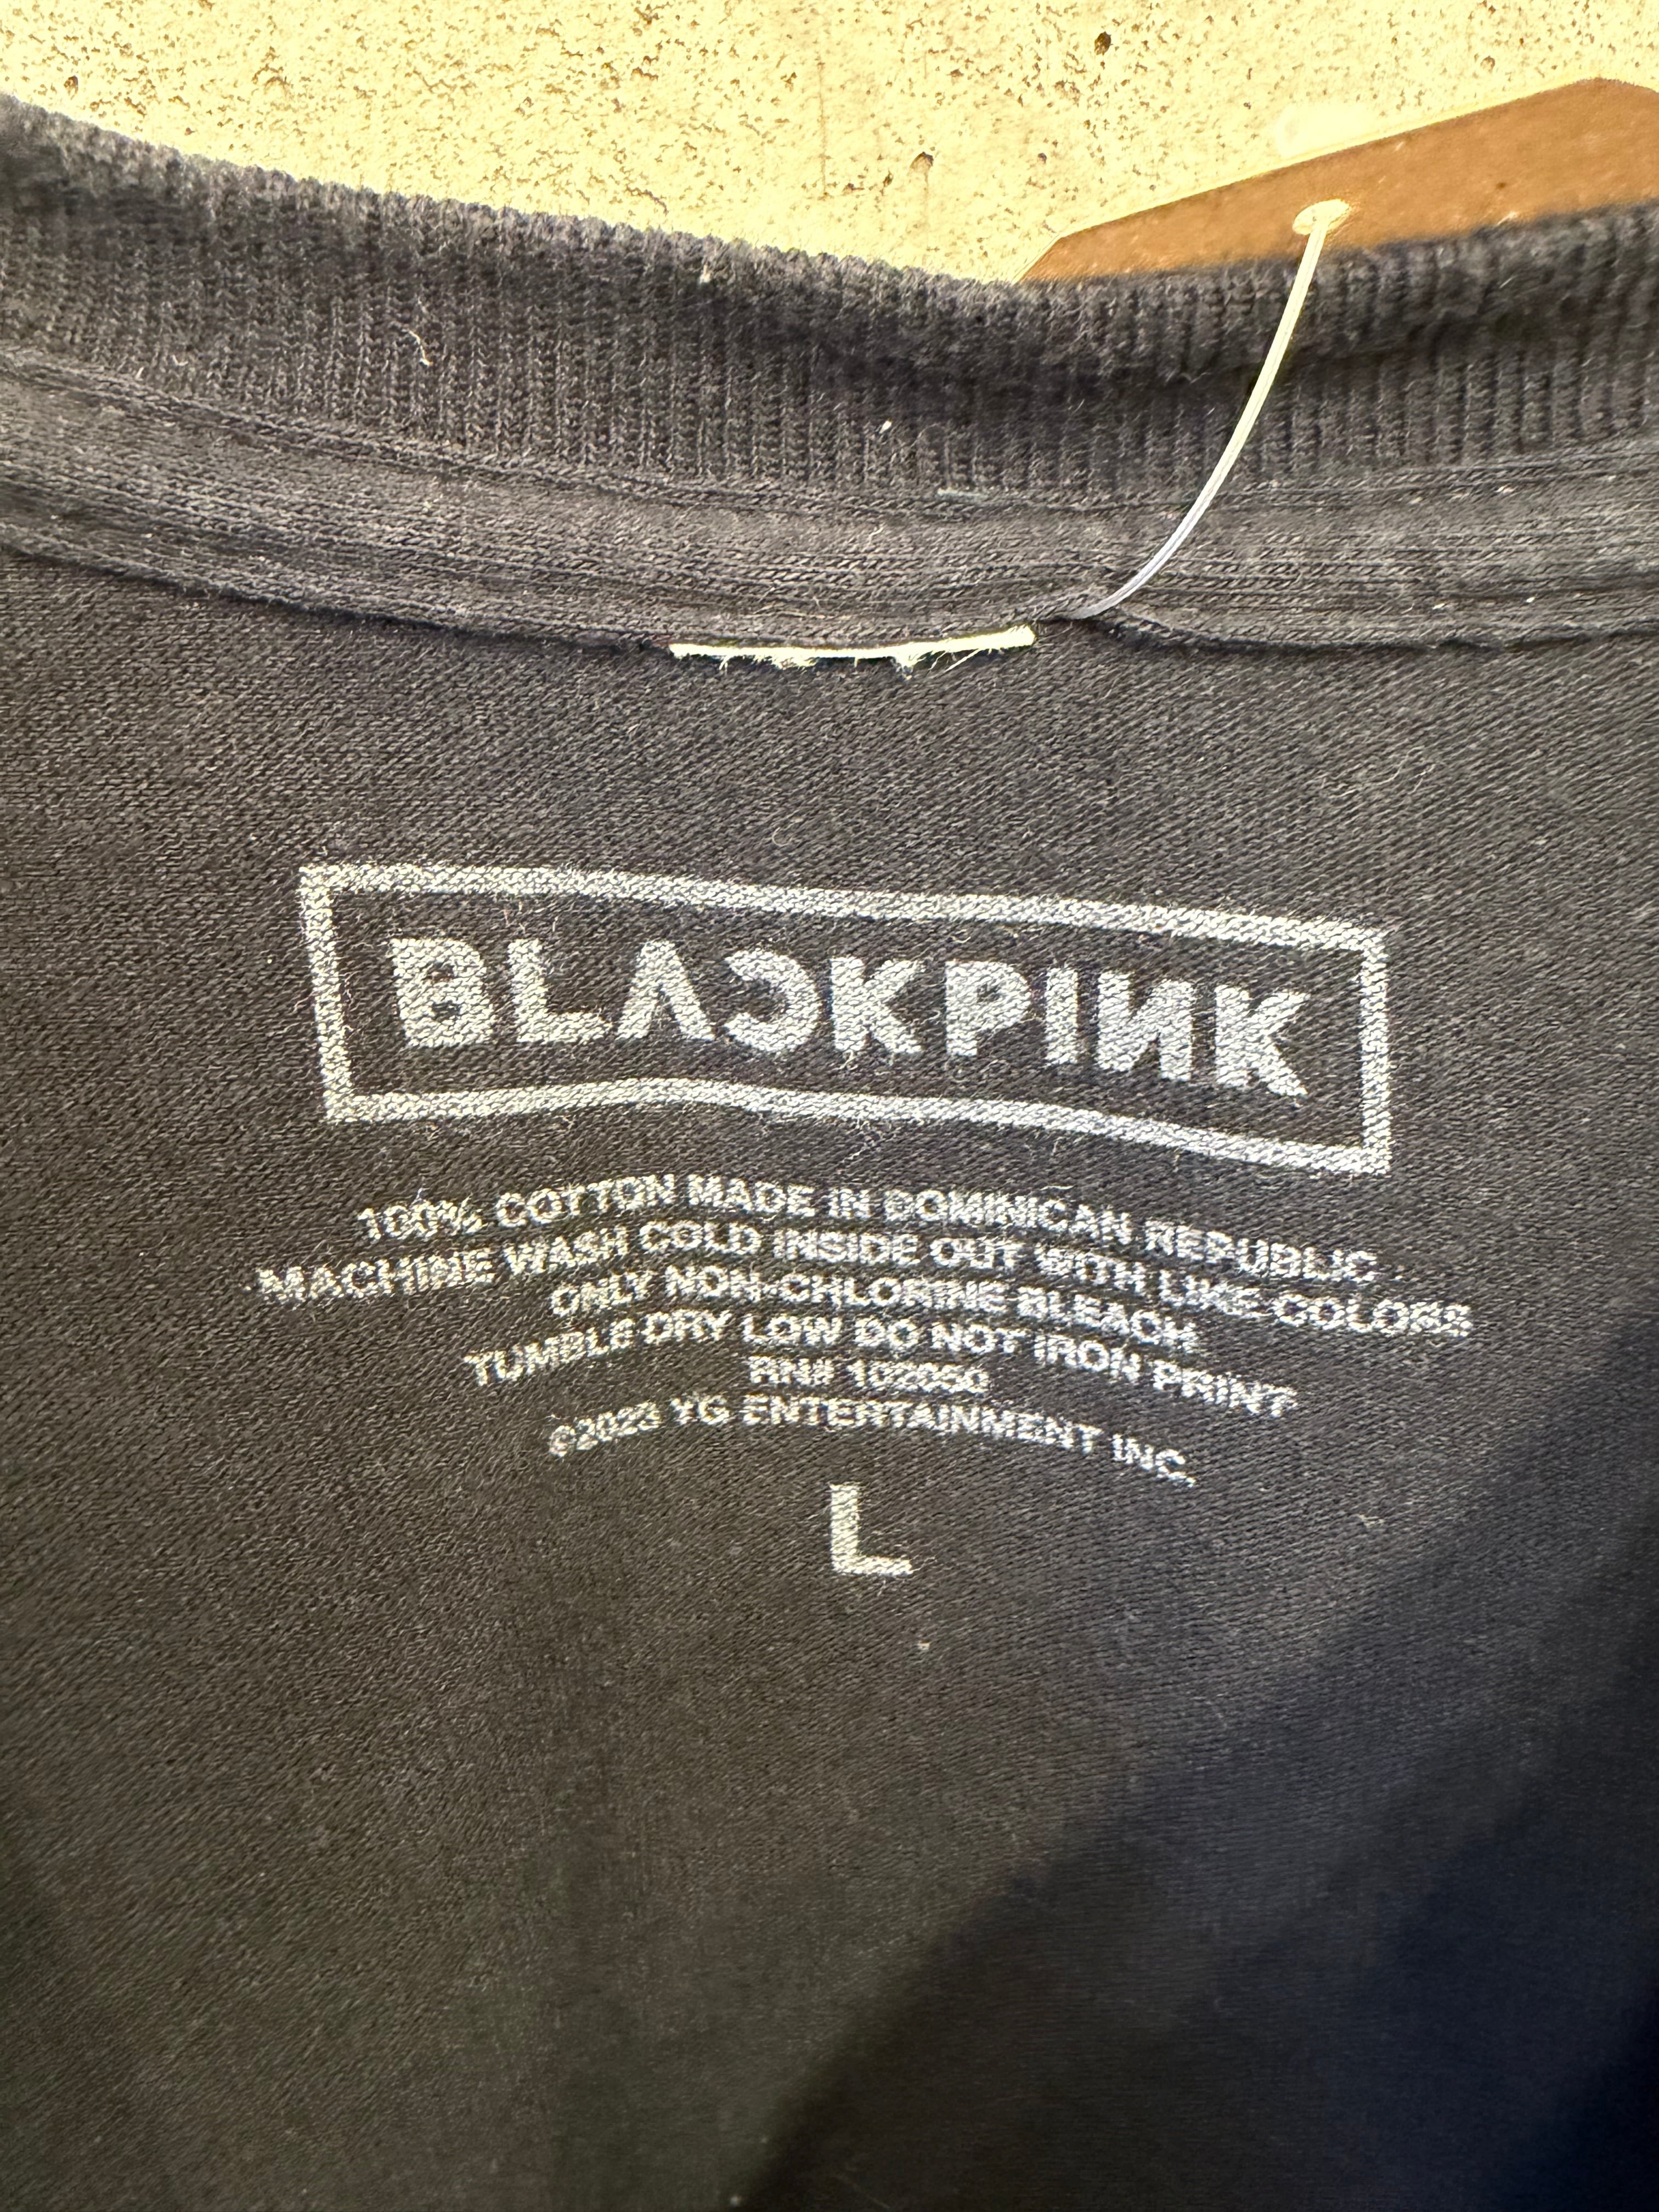 BLACKPINK
100% COTTON MADE IN DOMINICAN REPUBLIC
MACHINE WASH COLD INSIDE OUT WITH LIKE COLORS
ONLY NON-CHLORINE BLEACH
TUMBLE DRY LOW DO NOT IRON PRINT
RN# 102050
©2023 YG ENTERTAINMENT INC.
L